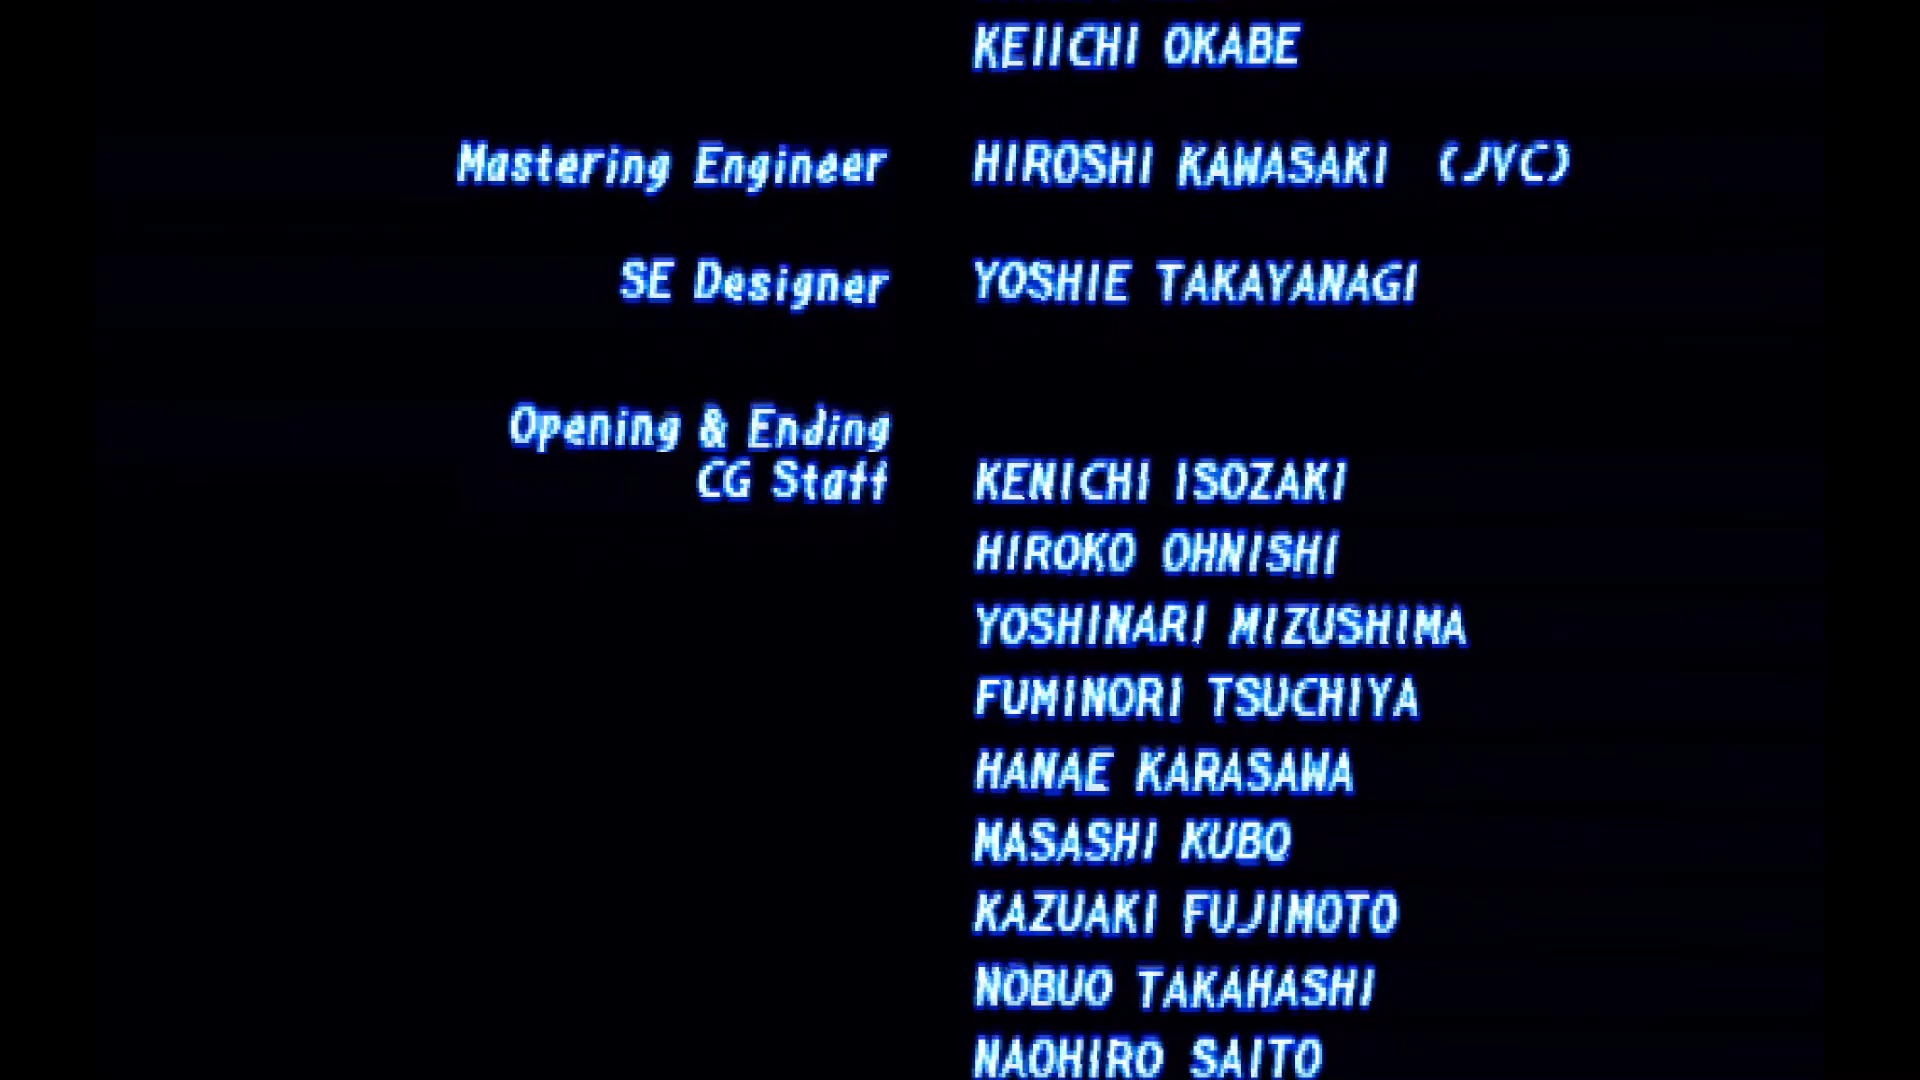 KEIICHI OKABE
Mastering Engineer HIROSHI KAWASAKI (JVC)
SE Designer YOSHIE TAKAYANAGI
Opening & Ending
CG Staff KENICHI ISOZAKI
HIROKO OHNISHI
YOSHINARI MIZUSHIMA
FUMINORI TSUCHIYA
HANAE KARASAWA
MASASHI KUBO
KAZUAKI FUJIMOTO
NOBUO TAKAHASHI
NAOHIRO SAITO